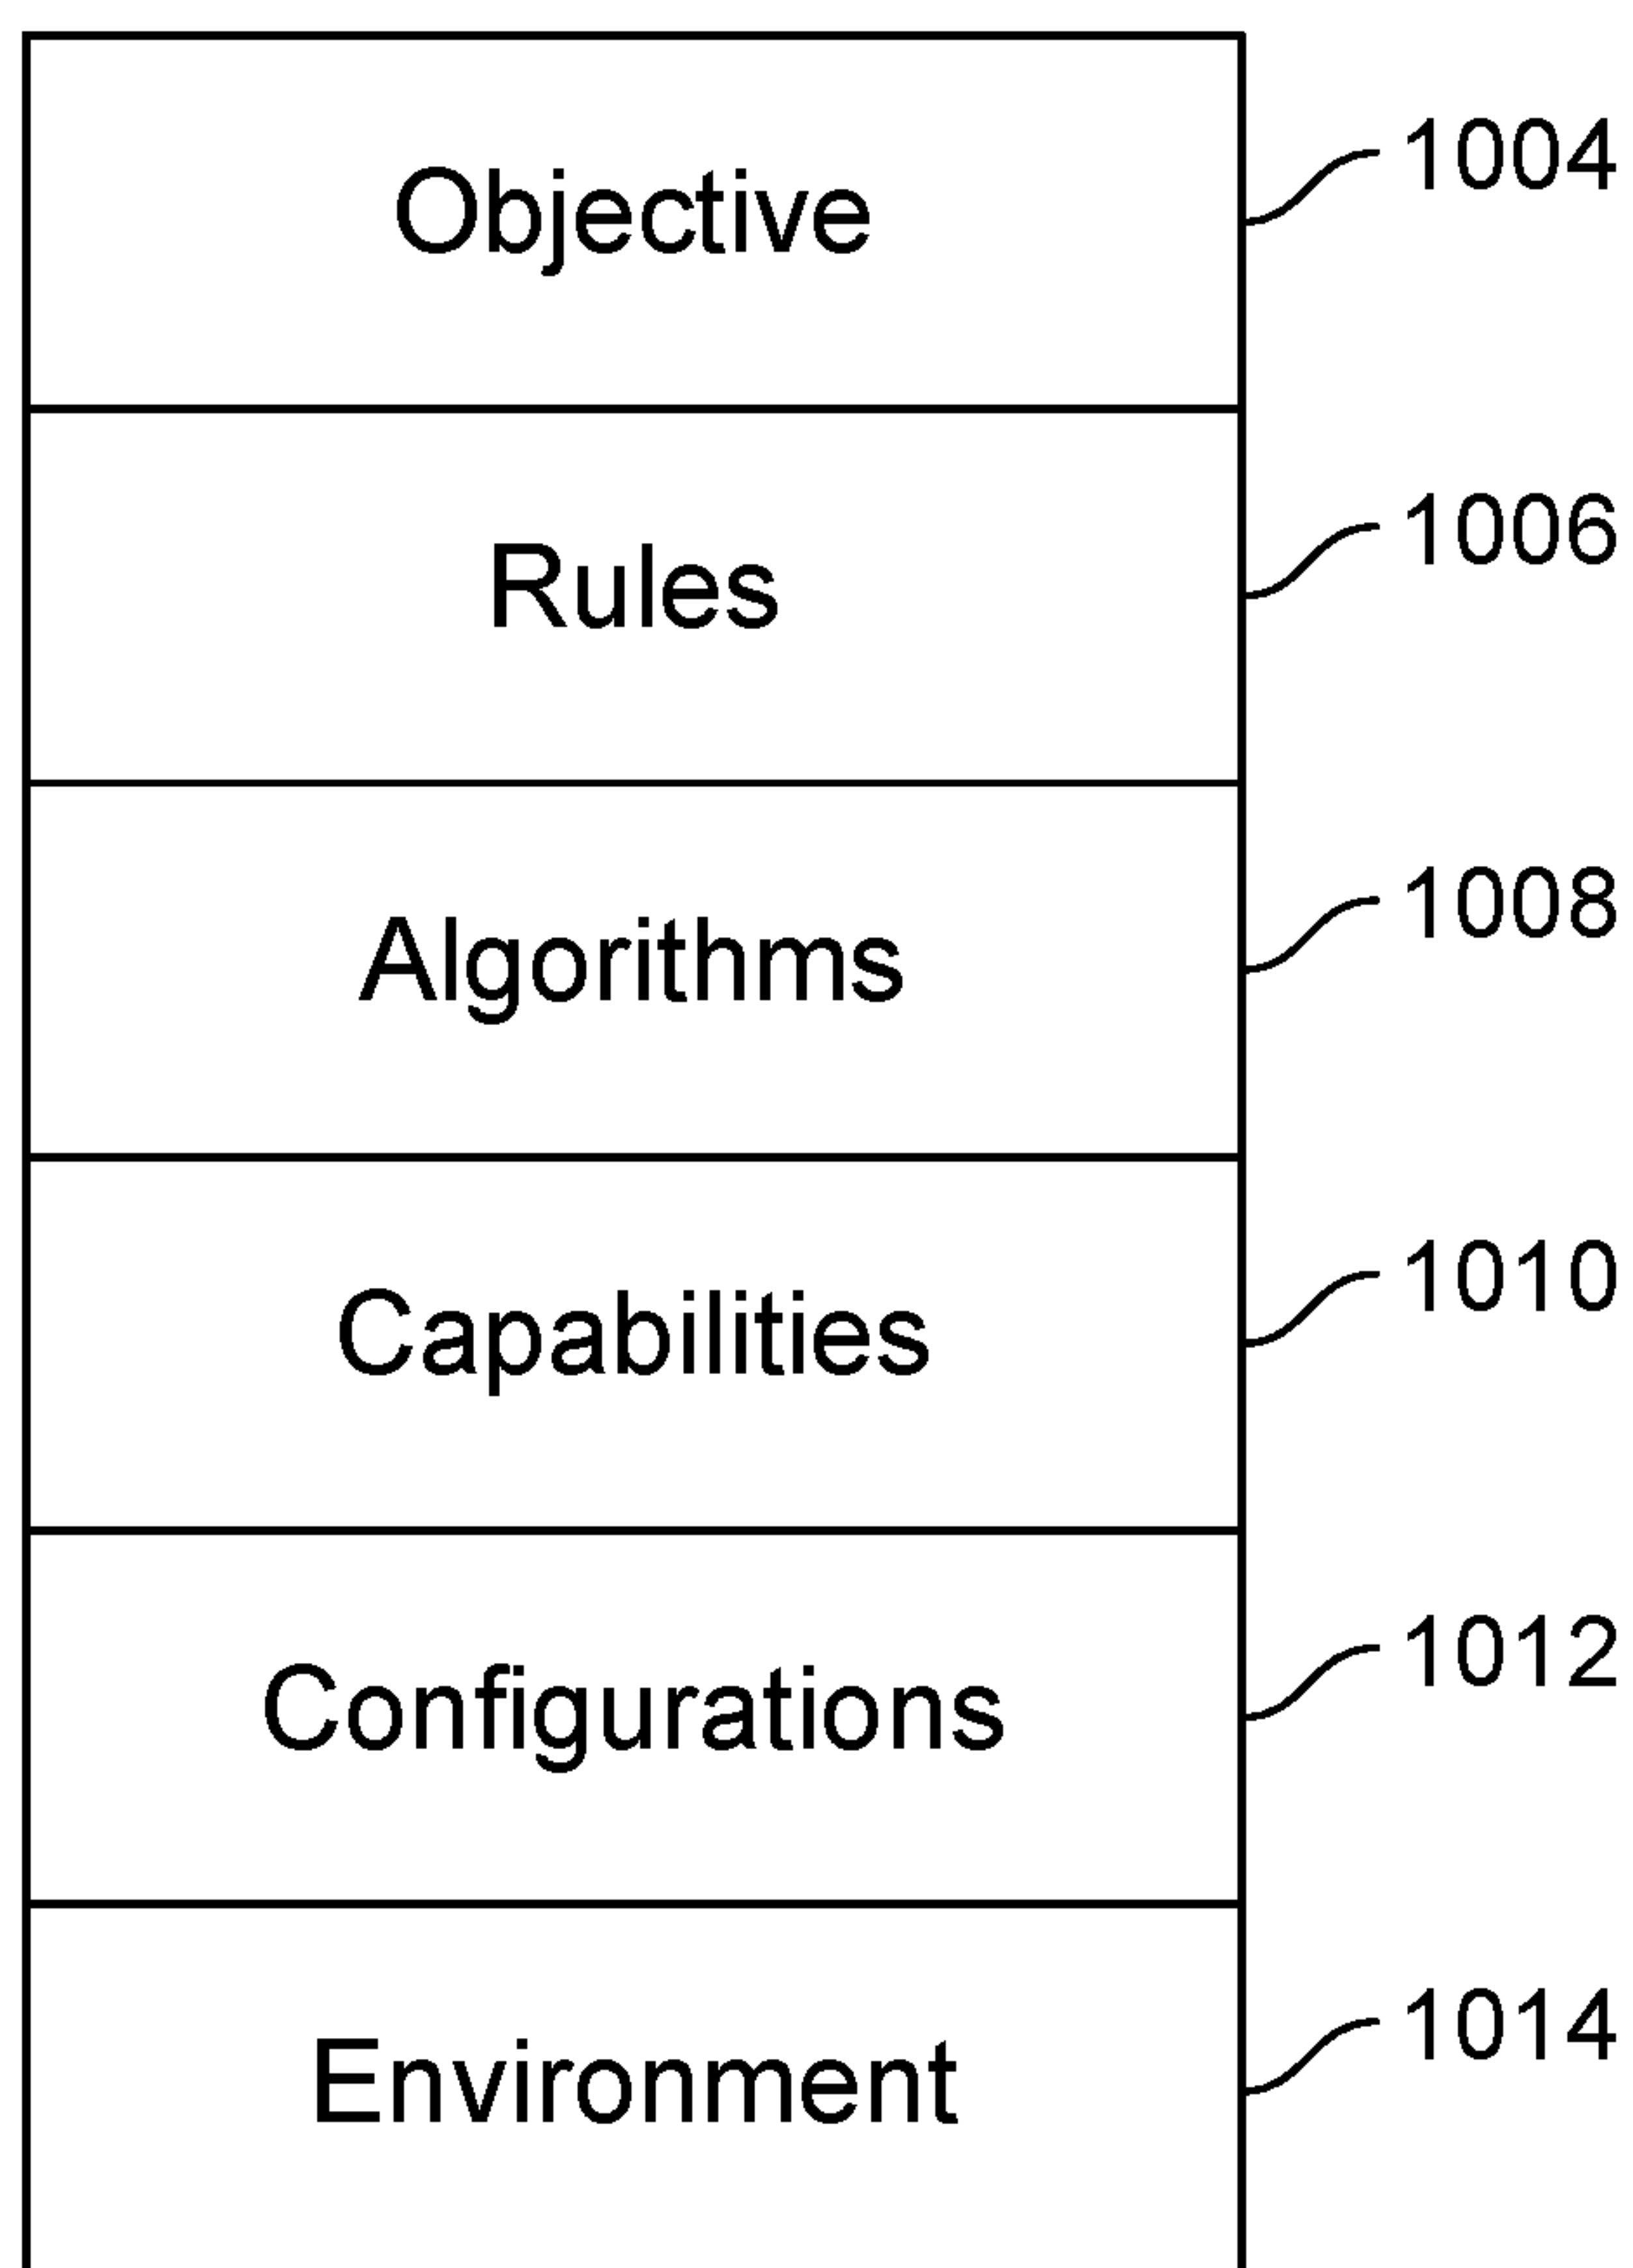 Objective 1004
Rules 1006
Algorithms 1008
Capabilities 1010
Configurations 1012
Environment 1014